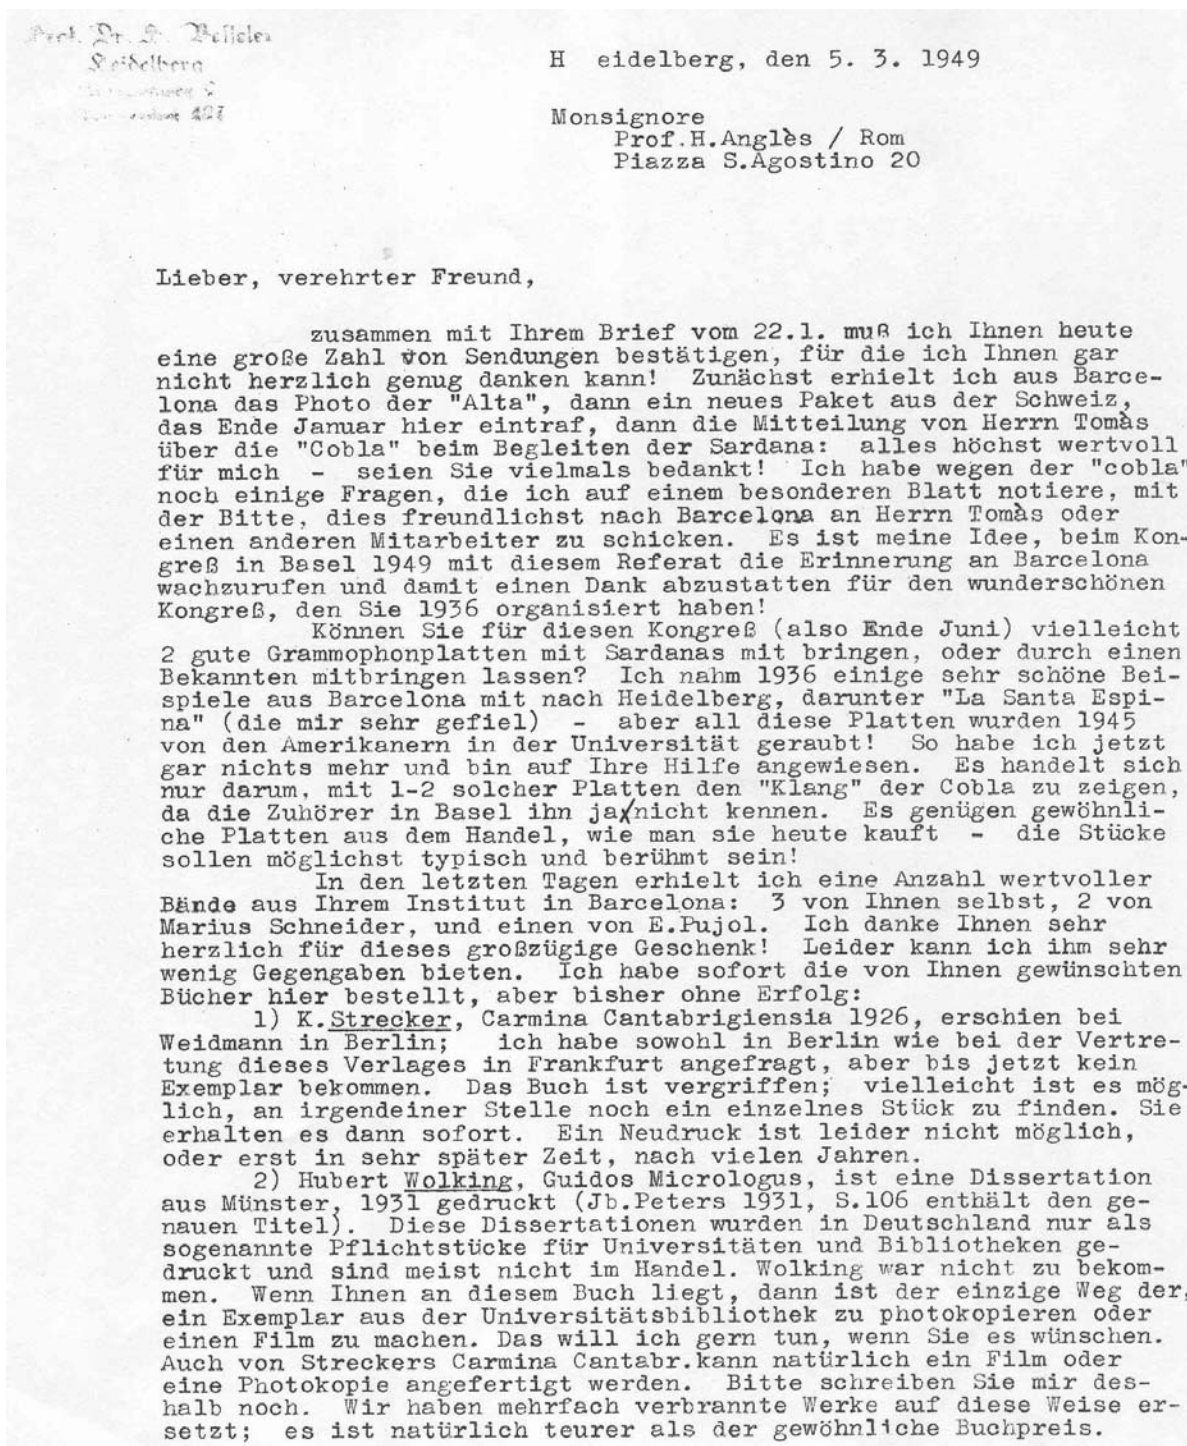 Prof. Dr. H. Besseler
Heidelberg
H eidelberg, den 5. 3. 1949
Monsignore
Prof.H.Anglès / Rom
Piazza S.Agostino 20
Lieber, verehrter Freund,
zusammen mit Ihrem Brief vom 22.1. muß ich Ihnen heute
eine große Zahl von Sendungen bestätigen, für die ich Ihnen gar
nicht herzlich genug danken kann! Zunächst erhielt ich aus Barce-
lona das Photo der "Alta", dann ein neues Paket aus der Schweiz,
das Ende Januar hier eintraf, dann die Mitteilung von Herrn Tomàs
über die "Cobla" beim Begleiten der Sardana: alles höchst wertvoll
für mich - seien Sie vielmals bedankt! Ich habe wegen der "cobla"
noch einige Fragen, die ich auf einem besonderen Blatt notiere, mit
der Bitte, dies freundlichst nach Barcelona an Herrn Tomàs oder
einen anderen Mitarbeiter zu schicken. Es ist meine Idee, beim Kon-
greß in Basel 1949 mit diesem Referat die Erinnerung an Barcelona
wachzurufen und damit einen Dank abzustatten für den wunderschönen
Kongreß, den Sie 1936 organisiert haben!
Können Sie für diesen Kongreß (also Ende Juni) vielleicht
2 gute Grammophonplatten mit Sardanas mit bringen, oder durch einen
Bekannten mitbringen lassen? Ich nahm 1936 einige sehr schöne Bei-
spiele aus Barcelona mit nach Heidelberg, darunter "La Santa Espi-
na" (die mir sehr gefiel) - aber all diese Platten wurden 1945
von den Amerikanern in der Universität geraubt! So habe ich jetzt
gar nichts mehr und bin auf Ihre Hilfe angewiesen. Es handelt sich
nur darum, mit 1-2 solcher Platten den "Klang" der Cobla zu zeigen,
da die Zuhörer in Basel ihn ja nicht kennen. Es genügen gewöhnli-
che Platten aus dem Handel, wie man sie heute kauft - die Stücke
sollen möglichst typisch und berühmt sein!
In den letzten Tagen erhielt ich eine Anzahl wertvoller
Bände aus Ihrem Institut in Barcelona: 3 von Ihnen selbst, 2 von
Marius Schneider, und einen von E.Pujol. Ich danke Ihnen sehr
herzlich für dieses großzügige Geschenk! Leider kann ich ihm sehr
wenig Gegengaben bieten. Ich habe sofort die von Ihnen gewünschten
Bücher hier bestellt, aber bisher ohne Erfolg:
1) K.Strecker, Carmina Cantabrigiensia 1926, erschien bei
Weidmann in Berlin; ich habe sowohl in Berlin wie bei der Vertre-
tung dieses Verlages in Frankfurt angefragt, aber bis jetzt kein
Exemplar bekommen. Das Buch ist vergriffen; vielleicht ist es mög-
lich, an irgendeiner Stelle noch ein einzelnes Stück zu finden. Sie
erhalten es dann sofort. Ein Neudruck ist leider nicht möglich,
oder erst in sehr später Zeit, nach vielen Jahren.
2) Hubert Wolking, Guidos Micrologus, ist eine Dissertation
aus Münster, 1931 gedruckt (Jb.Peters 1931, S.106 enthält den ge-
nauen Titel). Diese Dissertationen wurden in Deutschland nur als
sogenannte Pflichtstücke für Universitäten und Bibliotheken ge-
druckt und sind meist nicht im Handel. Wolking war nicht zu bekom-
men. Wenn Ihnen an diesem Buch liegt, dann ist der einzige Weg der,
ein Exemplar aus der Universitätsbibliothek zu photokopieren oder
einen Film zu machen. Das will ich gern tun, wenn Sie es wünschen.
Auch von Streckers Carmina Cantabr.kann natürlich ein Film oder
eine Photokopie angefertigt werden. Bitte schreiben Sie mir des-
halb noch. Wir haben mehrfach verbrannte Werke auf diese Weise er-
setzt; es ist natürlich teurer als der gewöhnliche Buchpreis.